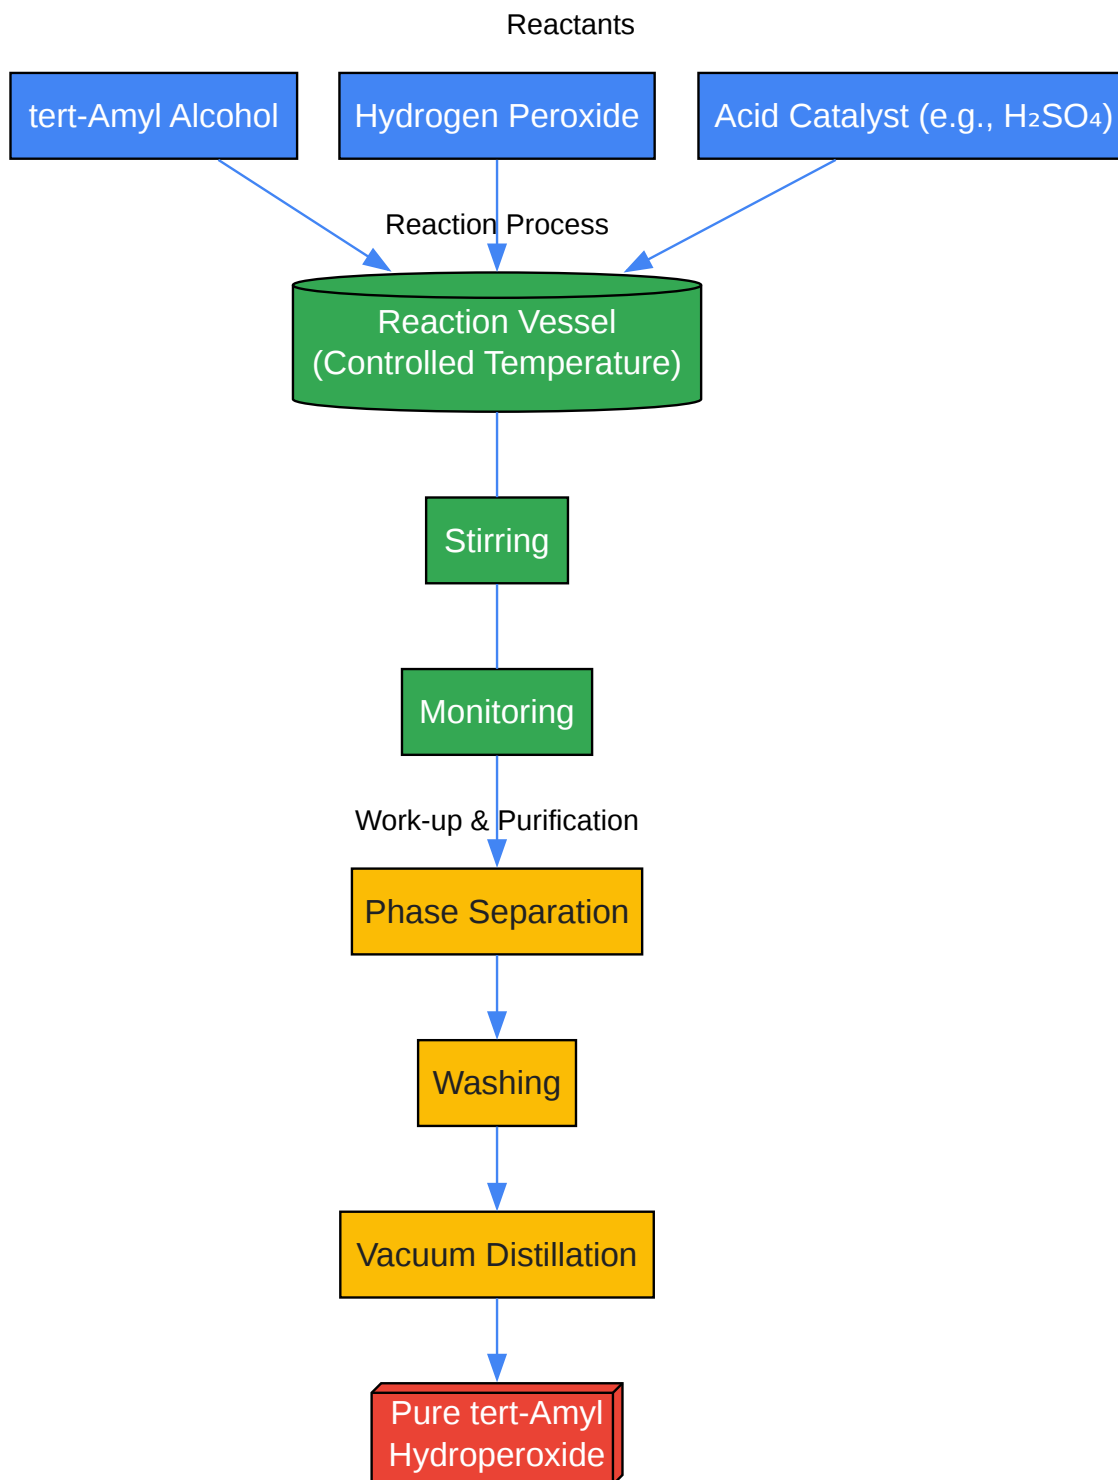 Reactants
tert-Amyl Alcohol
Hydrogen Peroxide
Acid Catalyst (e.g., H₂SO₄)
Reaction Process
Reaction Vessel
(Controlled Temperature)
Stirring
Monitoring
Work-up & Purification
Phase Separation
Washing
Vacuum Distillation
Pure tert-Amyl
Hydroperoxide